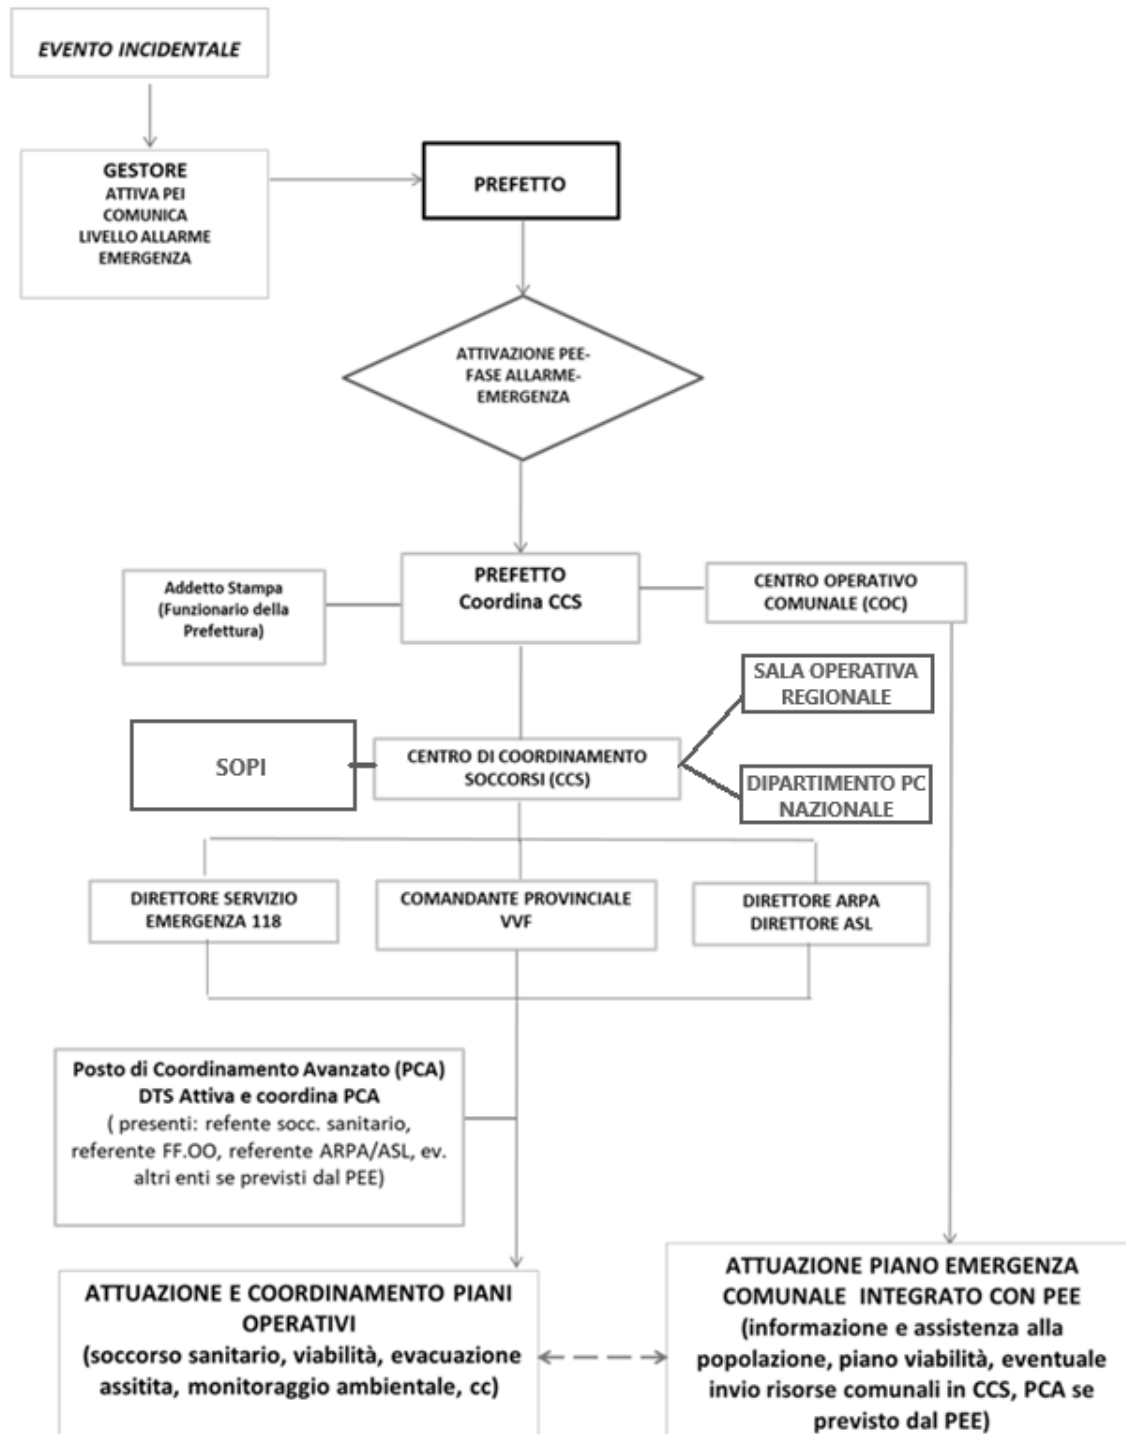 EVENTO INCIDENTALE
GESTORE
ATTIVA PEI
COMUNICA
LIVELLO ALLARME
EMERGENZA
PREFETTO
ATTIVAZIONE PEE-
FASE ALLARME-
EMERGENZA
Addetto Stampa
(Funzionario della
Prefettura)
PREFETTO
Coordina CCS
CENTRO OPERATIVO
COMUNALE (COC)
SALA OPERATIVA
REGIONALE
SOPI
CENTRO DI COORDINAMENTO
SOCCORSI (CCS)
DIPARTIMENTO PC
NAZIONALE
DIRETTORE SERVIZIO
EMERGENZA 118
COMANDANTE PROVINCIALE
VVF
DIRETTORE ARPA
DIRETTORE ASL
Posto di Coordinamento Avanzato (PCA)
DTS Attiva e coordina PCA
( presenti: refente socc. sanitario,
referente FF.OO, referente ARPA/ASL, ev.
altri enti se previsti dal PEE)
ATTUAZIONE E COORDINAMENTO PIANI
OPERATIVI
(soccorso sanitario, viabilità, evacuazione
assitita, monitoraggio ambientale, cc)
ATTUAZIONE PIANO EMERGENZA
COMUNALE INTEGRATO CON PEE
(informazione e assistenza alla
popolazione, piano viabilità, eventuale
invio risorse comunali in CCS, PCA se
previsto dal PEE)